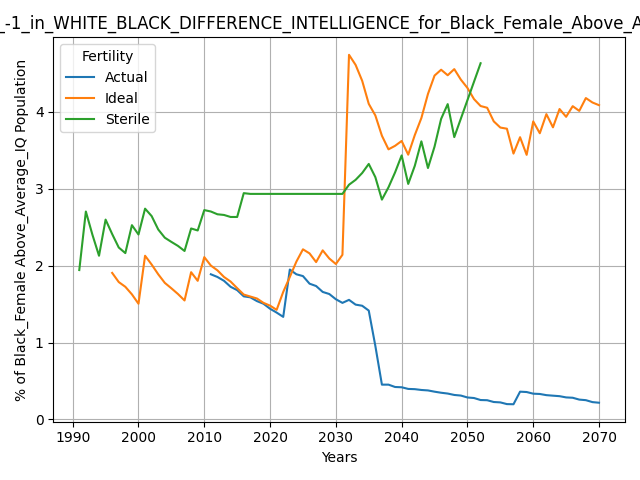 _-1_in_WHITE_BLACK_DIFFERENCE_INTELLIGENCE_for_Black_Female_Above_A
Fertility
Actual
Ideal
Sterile
% of Black_Female Above_Average_IQ Population
4
3
2
1
0
1990 2000 2010 2020 2030 2040 2050 2060 2070
Years